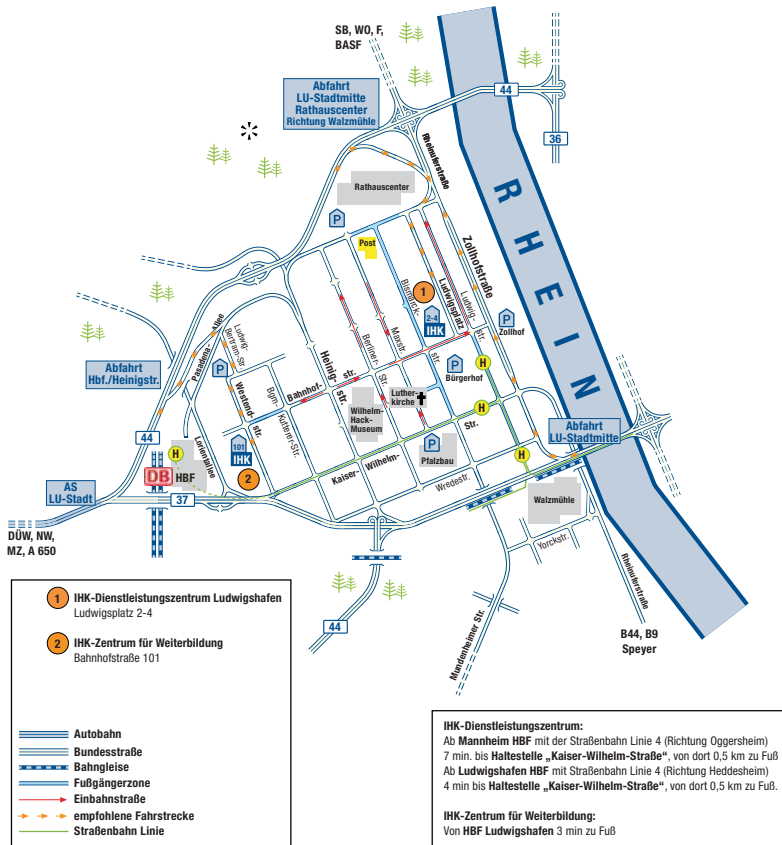 SB, WO, F,
BASF
Abfahrt
LU-Stadtmitte
Rathauscenter
Richtung Walzmühle
44
36
Rheinuferstraße
Rathauscenter
P
RHEIN
Post
Zollhofstraße
1
Bismarck-
str.
Ludwigsplatz
Ludwig-
str.
2-4
IHK
P
Zollhof
Pasadena-Allee
Ludwig-
Bertram-Str.
Maxstr.
Berliner
Str.
Heinig-
str.
P
Bürgerhof
H
Abfahrt
Hbf./Heinigstr.
P
Westend-
str.
Bgm-
Kutterer-Str.
Bahnhof-
str.
Luther-
kirche
Wilhelm-
Hack-
Museum
H
Abfahrt
LU-Stadtmitte
44
Lorientallee
101
IHK
2
Kaiser-
Wilhelm-
Str.
P
Pfalzbau
H
H
DB
HBF
AS
LU-Stadt
37
Wredestr.
Walzmühle
DÜW, NW,
MZ, A 650
Yorckstr.
Rheinuferstraße
Mundenheimer Str.
44
B44, B9
Speyer
1
IHK-Dienstleistungszentrum Ludwigshafen
Ludwigsplatz 2-4
2
IHK-Zentrum für Weiterbildung
Bahnhofstraße 101
Autobahn
Bundesstraße
Bahngleise
Fußgängerzone
Einbahnstraße
empfohlene Fahrstrecke
Straßenbahn Linie
IHK-Dienstleistungszentrum:
Ab Mannheim HBF mit der Straßenbahn Linie 4 (Richtung Oggersheim)
7 min. bis Haltestelle „Kaiser-Wilhelm-Straße“, von dort 0,5 km zu Fuß
Ab Ludwigshafen HBF mit Straßenbahn Linie 4 (Richtung Heddesheim)
4 min bis Haltestelle „Kaiser-Wilhelm-Straße“, von dort 0,5 km zu Fuß.
IHK-Zentrum für Weiterbildung:
Von HBF Ludwigshafen 3 min zu Fuß